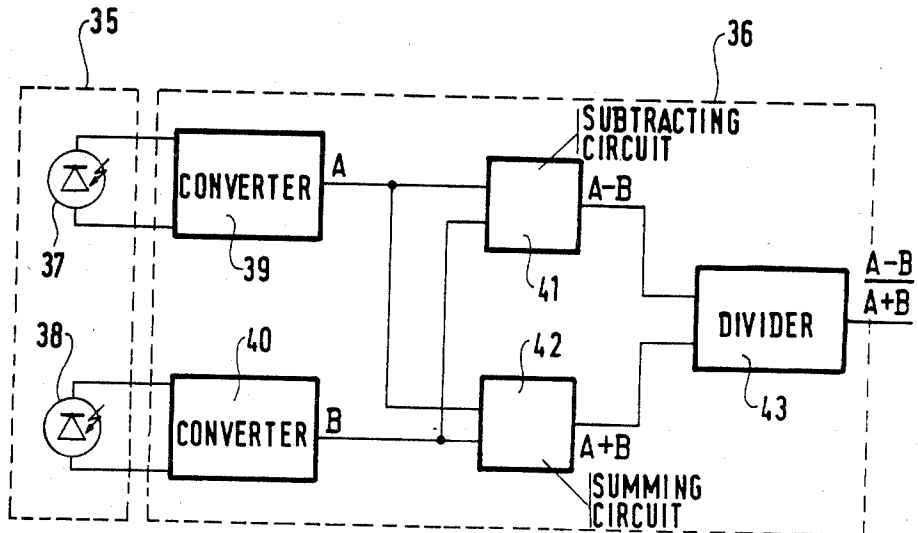 35
36
SUBTRACTING
CIRCUIT
CONVERTER
A
A-B
37
39
41
A-B
A+B
DIVIDER
38
40
42
43
CONVERTER
B
A+B
SUMMING
CIRCUIT